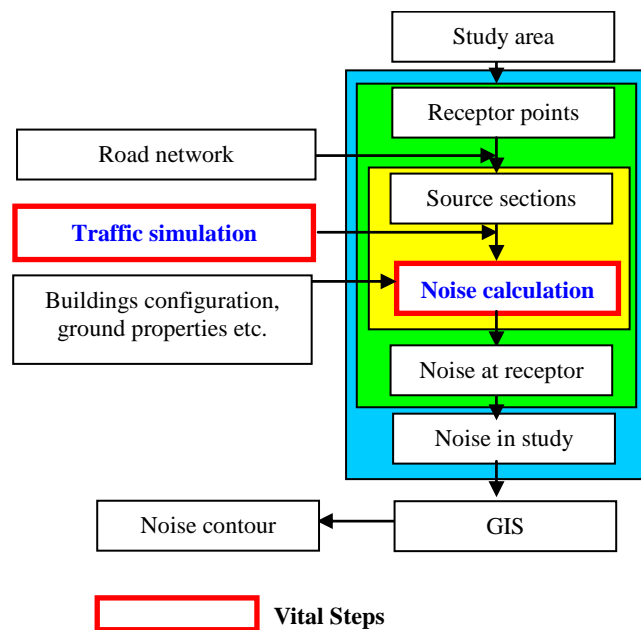 Study area
Receptor points
Road network
Source sections
Traffic simulation
Noise calculation
Buildings configuration,
ground properties etc.
Noise at receptor
Noise in study
Noise contour
GIS
Vital Steps